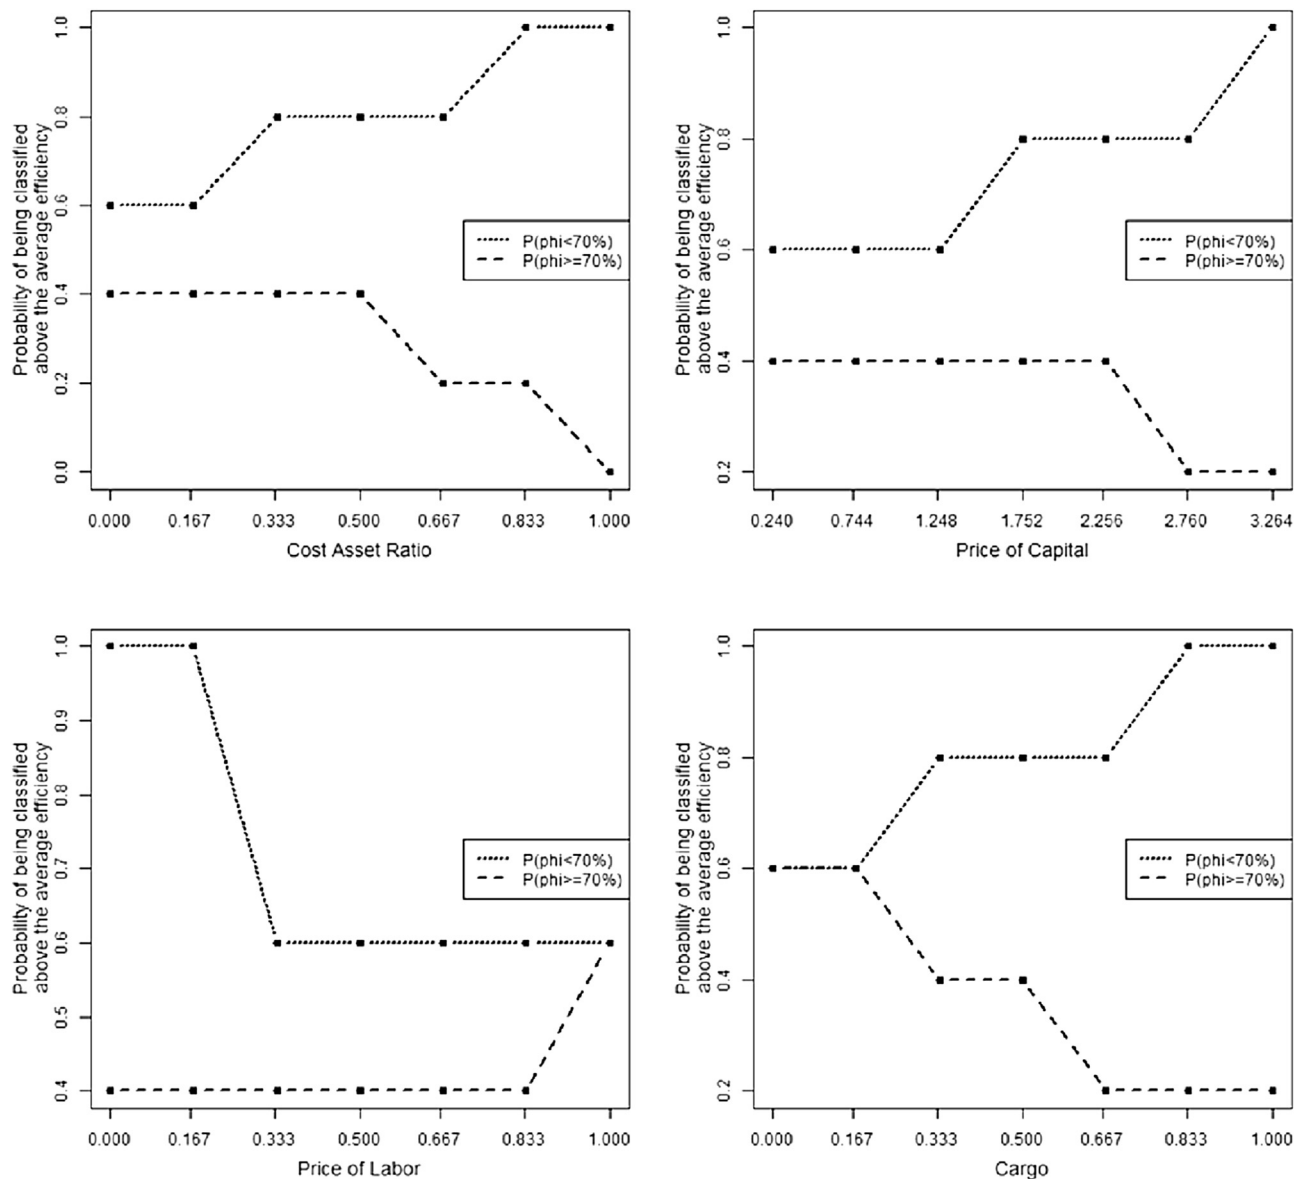 Probability of being classified
above the average efficiency
1.0
0.8
0.6
0.4
0.2
0.0
P(phi<70%)
P(phi>=70%)
0.000 0.167 0.333 0.500 0.667 0.833 1.000
Cost Asset Ratio
Probability of being classified
above the average efficiency
1.0
0.8
0.6
0.4
0.2
P(phi<70%)
P(phi>=70%)
0.240 0.744 1.248 1.752 2.256 2.760 3.264
Price of Capital
Probability of being classified
above the average efficiency
1.0
0.9
0.8
0.7
0.6
0.5
0.4
P(phi<70%)
P(phi>=70%)
0.000 0.167 0.333 0.500 0.667 0.833 1.000
Price of Labor
Probability of being classified
above the average efficiency
1.0
0.8
0.6
0.4
0.2
P(phi<70%)
P(phi>=70%)
0.000 0.167 0.333 0.500 0.667 0.833 1.000
Cargo